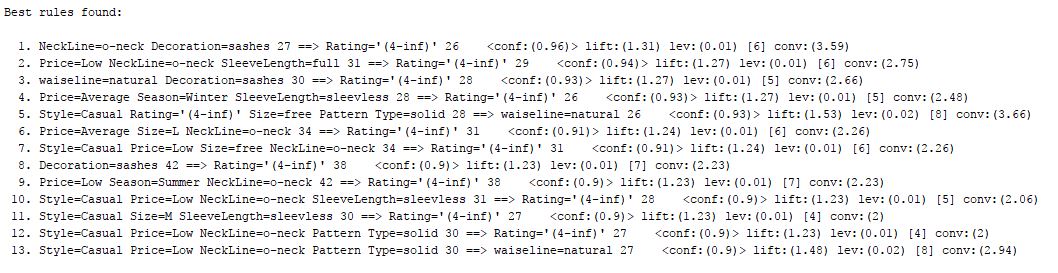 Best rules found:
1. NeckLine=o-neck Decoration=sashes 27 ==> Rating='(4-inf)' 26 <conf:(0.96)> lift:(1.31) lev:(0.01) [6] conv:(3.59)
2. Price=Low NeckLine=o-neck SleeveLength=full 31 ==> Rating='(4-inf)' 29 <conf:(0.94)> lift:(1.27) lev:(0.01) [6] conv:(2.75)
3. waiseline=natural Decoration=sashes 30 ==> Rating='(4-inf)' 28 <conf:(0.93)> lift:(1.27) lev:(0.01) [5] conv:(2.66)
4. Price=Average Season=Winter SleeveLength=sleevless 28 ==> Rating='(4-inf)' 26 <conf:(0.93)> lift:(1.27) lev:(0.01) [5] conv:(2.48)
5. Style=Casual Rating='(4-inf)' Size=free Pattern Type=solid 28 ==> waiseline=natural 26 <conf:(0.93)> lift:(1.53) lev:(0.02) [8] conv:(3.66)
6. Price=Average Size=L NeckLine=o-neck 34 ==> Rating='(4-inf)' 31 <conf:(0.91)> lift:(1.24) lev:(0.01) [6] conv:(2.26)
7. Style=Casual Price=Low Size=free NeckLine=o-neck 34 ==> Rating='(4-inf)' 31 <conf:(0.91)> lift:(1.24) lev:(0.01) [6] conv:(2.26)
8. Decoration=sashes 42 ==> Rating='(4-inf)' 38 <conf:(0.9)> lift:(1.23) lev:(0.01) [7] conv:(2.23)
9. Price=Low Season=Summer NeckLine=o-neck 42 ==> Rating='(4-inf)' 38 <conf:(0.9)> lift:(1.23) lev:(0.01) [7] conv:(2.23)
10. Style=Casual Price=Low NeckLine=o-neck SleeveLength=sleevless 31 ==> Rating='(4-inf)' 28 <conf:(0.9)> lift:(1.23) lev:(0.01) [5] conv:(2.06)
11. Style=Casual Size=M SleeveLength=sleevless 30 ==> Rating='(4-inf)' 27 <conf:(0.9)> lift:(1.23) lev:(0.01) [4] conv:(2)
12. Style=Casual Price=Low NeckLine=o-neck Pattern Type=solid 30 ==> Rating='(4-inf)' 27 <conf:(0.9)> lift:(1.23) lev:(0.01) [4] conv:(2)
13. Style=Casual Price=Low NeckLine=o-neck Pattern Type=solid 30 ==> waiseline=natural 27 <conf:(0.9)> lift:(1.48) lev:(0.02) [8] conv:(2.94)